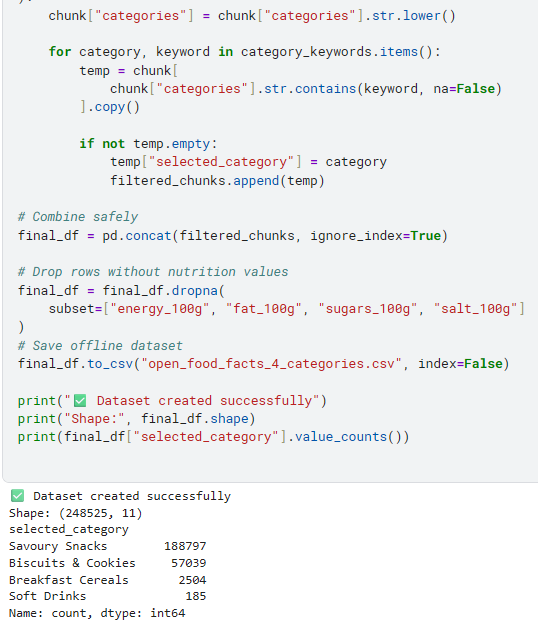 chunk["categories"] = chunk["categories"].str.lower()

    for category, keyword in category_keywords.items():
        temp = chunk[
            chunk["categories"].str.contains(keyword, na=False)
        ].copy()

        if not temp.empty:
            temp["selected_category"] = category
            filtered_chunks.append(temp)

# Combine safely
final_df = pd.concat(filtered_chunks, ignore_index=True)

# Drop rows without nutrition values
final_df = final_df.dropna(
    subset=["energy_100g", "fat_100g", "sugars_100g", "salt_100g"]
)
# Save offline dataset
final_df.to_csv("open_food_facts_4_categories.csv", index=False)

print("✅ Dataset created successfully")
print("Shape:", final_df.shape)
print(final_df["selected_category"].value_counts())

✅ Dataset created successfully
Shape: (248525, 11)
selected_category
Savoury Snacks        188797
Biscuits & Cookies     57039
Breakfast Cereals       2504
Soft Drinks              185
Name: count, dtype: int64